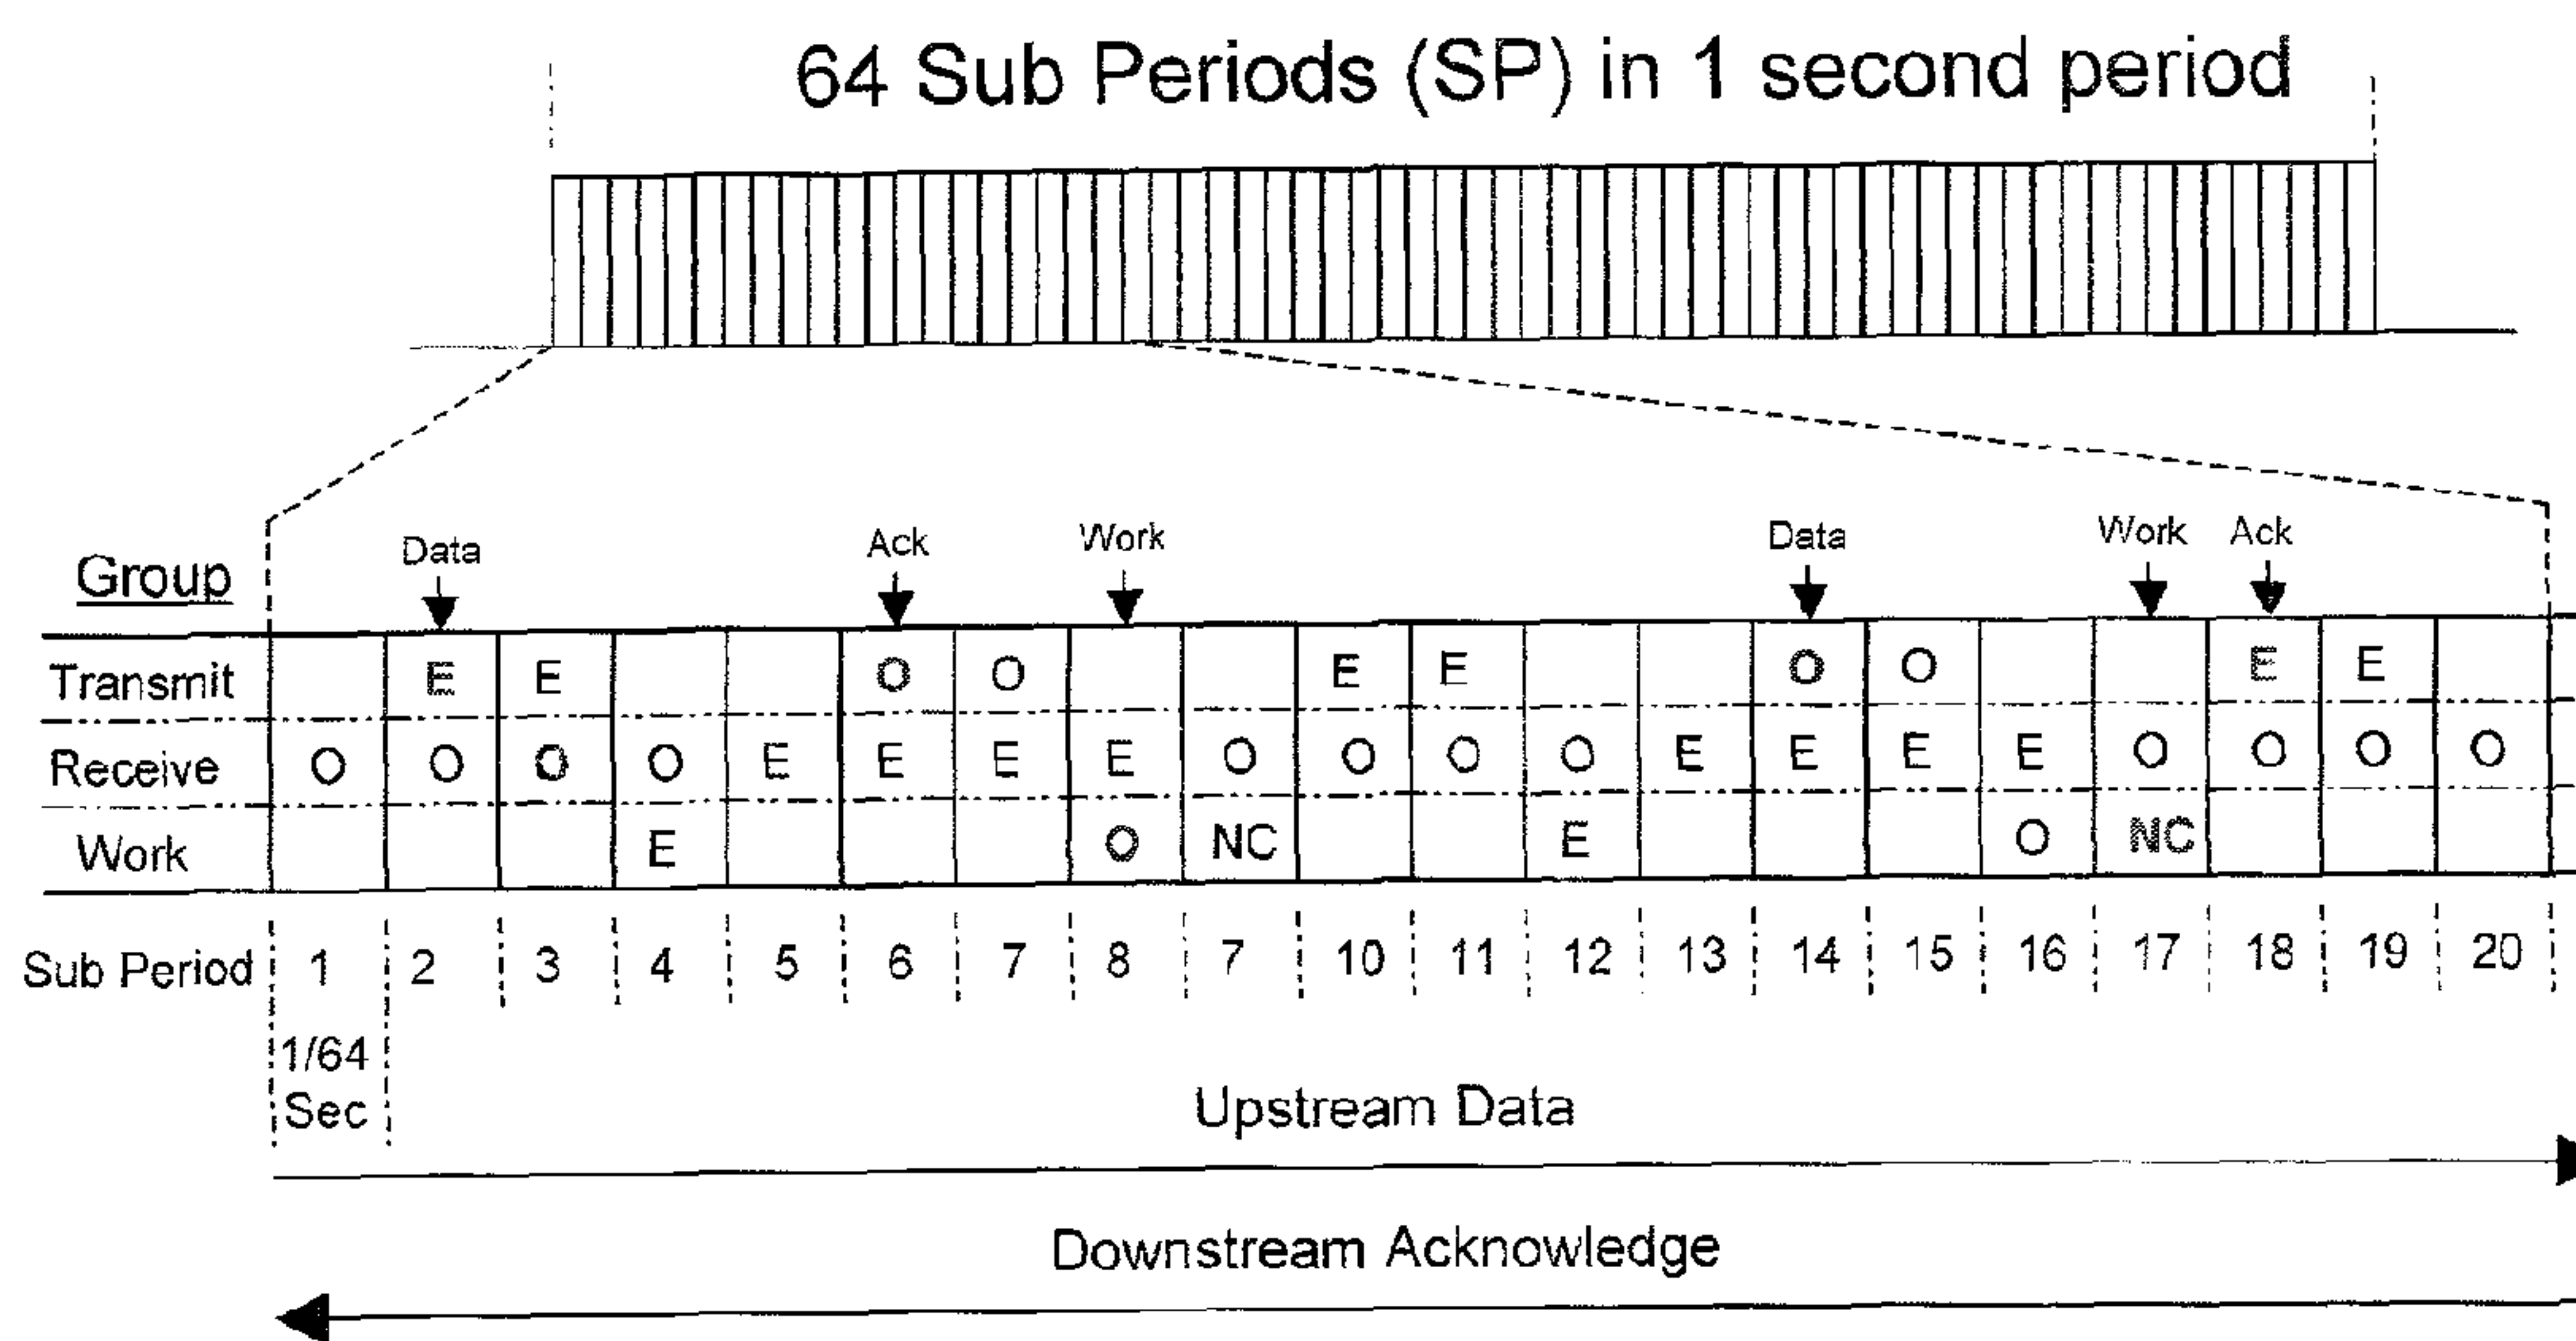 64 Sub Periods (SP) in 1 second period
Group Data Ack Work Data Work Ack
Transmit E E O O E E O O E E
Receive O O O O E E E E O O O O E E E E O O O O
Work E O NC E O NC
Sub Period 1 2 3 4 5 6 7 8 7 10 11 12 13 14 15 16 17 18 19 20
1/64
Sec
Upstream Data
Downstream Acknowledge